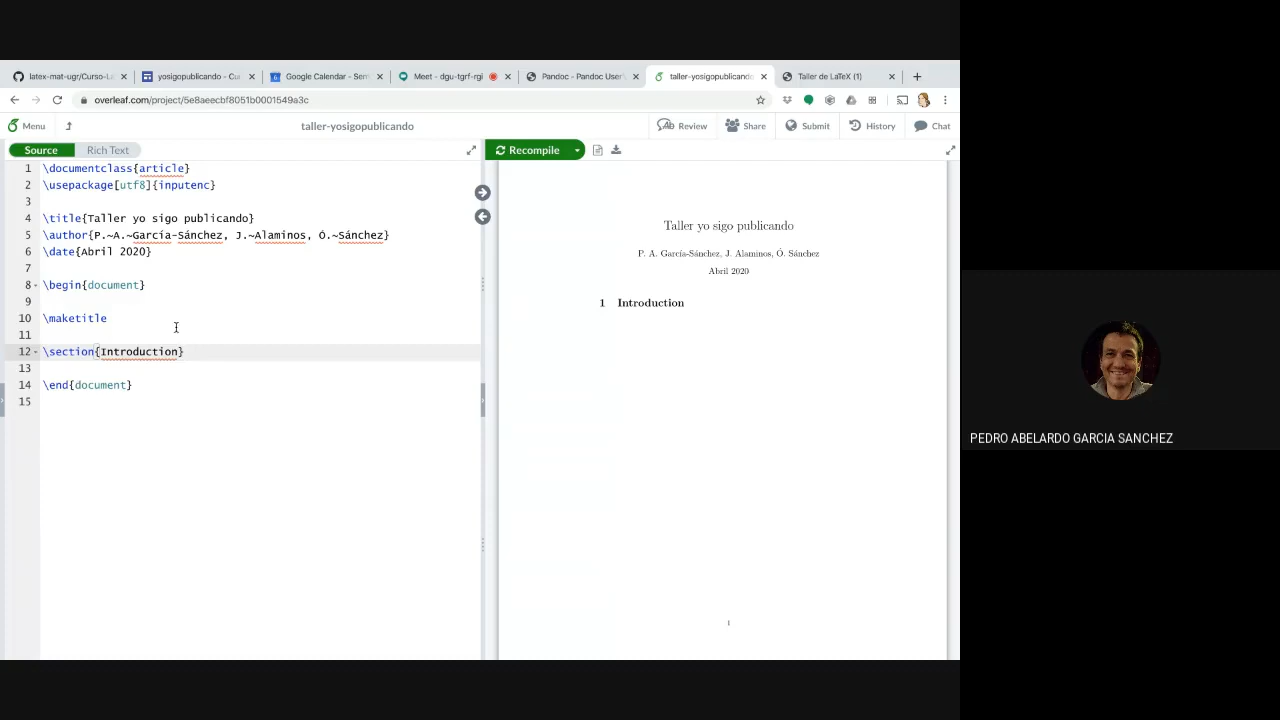 latex-mat-ugr/Curso-La
yosigopublicando - Cu
Google Calendar - Sem
Meet - dgu-tgrf-rgi
Pandoc - Pandoc User'
taller-yosigopublicando
Taller de LaTeX (1)
overleaf.com/project/5e8aeecbf8051b0001549a3c
Menu
taller-yosigopublicando
Review
Share
Submit
History
Chat
Source
Rich Text
Recompile
1 \documentclass{article}
2 \usepackage[utf8]{inputenc}
3
4 \title{Taller yo sigo publicando}
5 \author{P.~A.~García-Sánchez, J.~Alaminos, Ó.~Sánchez}
6 \date{Abril 2020}
7
8 \begin{document}
9
10 \maketitle
11
12 \section{Introduction}
13
14 \end{document}
15
Taller yo sigo publicando
P. A. García-Sánchez, J. Alaminos, Ó. Sánchez
Abril 2020
1 Introduction
1
PEDRO ABELARDO GARCIA SANCHEZ